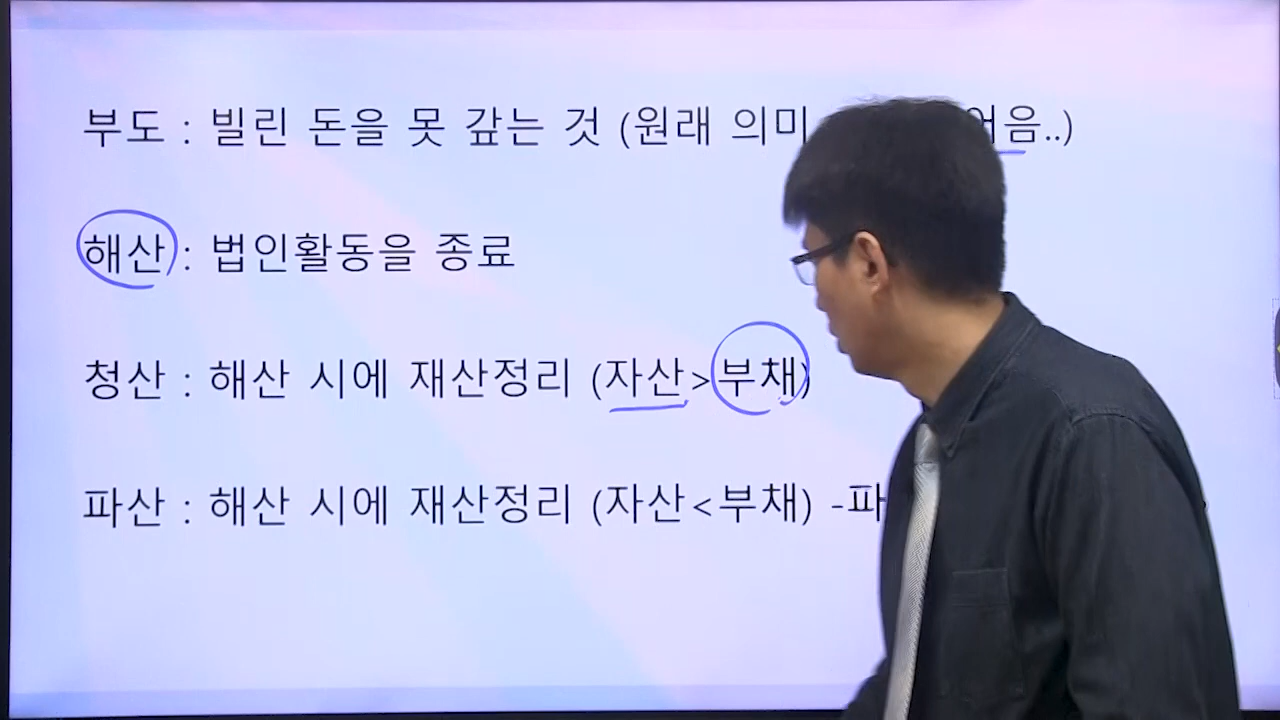 부도 : 빌린 돈을 못 갚는 것 (원래 의미 어음..)
해산 : 법인활동을 종료
청산 : 해산 시에 재산정리 (자산>부채)
파산 : 해산 시에 재산정리 (자산<부채) -파